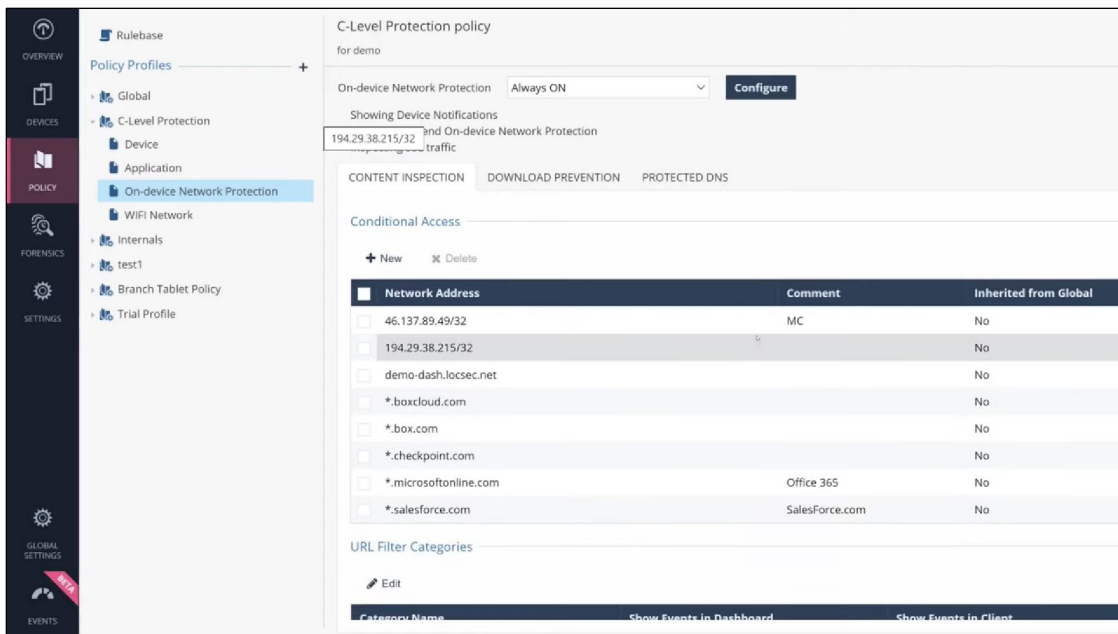 OVERVIEW
DEVICES
POLICY
FORENSICS
SETTINGS
GLOBAL
SETTINGS
BETA
EVENTS
Rulebase
Policy Profiles
Global
C-Level Protection
Device
Application
On-device Network Protection
WIFI Network
Internals
test1
Branch Tablet Policy
Trial Profile
C-Level Protection policy
for demo
On-device Network Protection Always ON Configure
Showing Device Notifications
194.29.38.215/32 end On-device Network Protection
traffic
CONTENT INSPECTION DOWNLOAD PREVENTION PROTECTED DNS
Conditional Access
+ New Delete
Network Address Comment Inherited from Global
46.137.89.49/32 MC No
194.29.38.215/32 No
demo-dash.locsec.net No
*.boxcloud.com No
*.box.com No
*.checkpoint.com No
*.microsoftonline.com Office 365 No
*.salesforce.com SalesForce.com No
URL Filter Categories
Edit
Category Name Show Events in Dashboard Show Events in Client